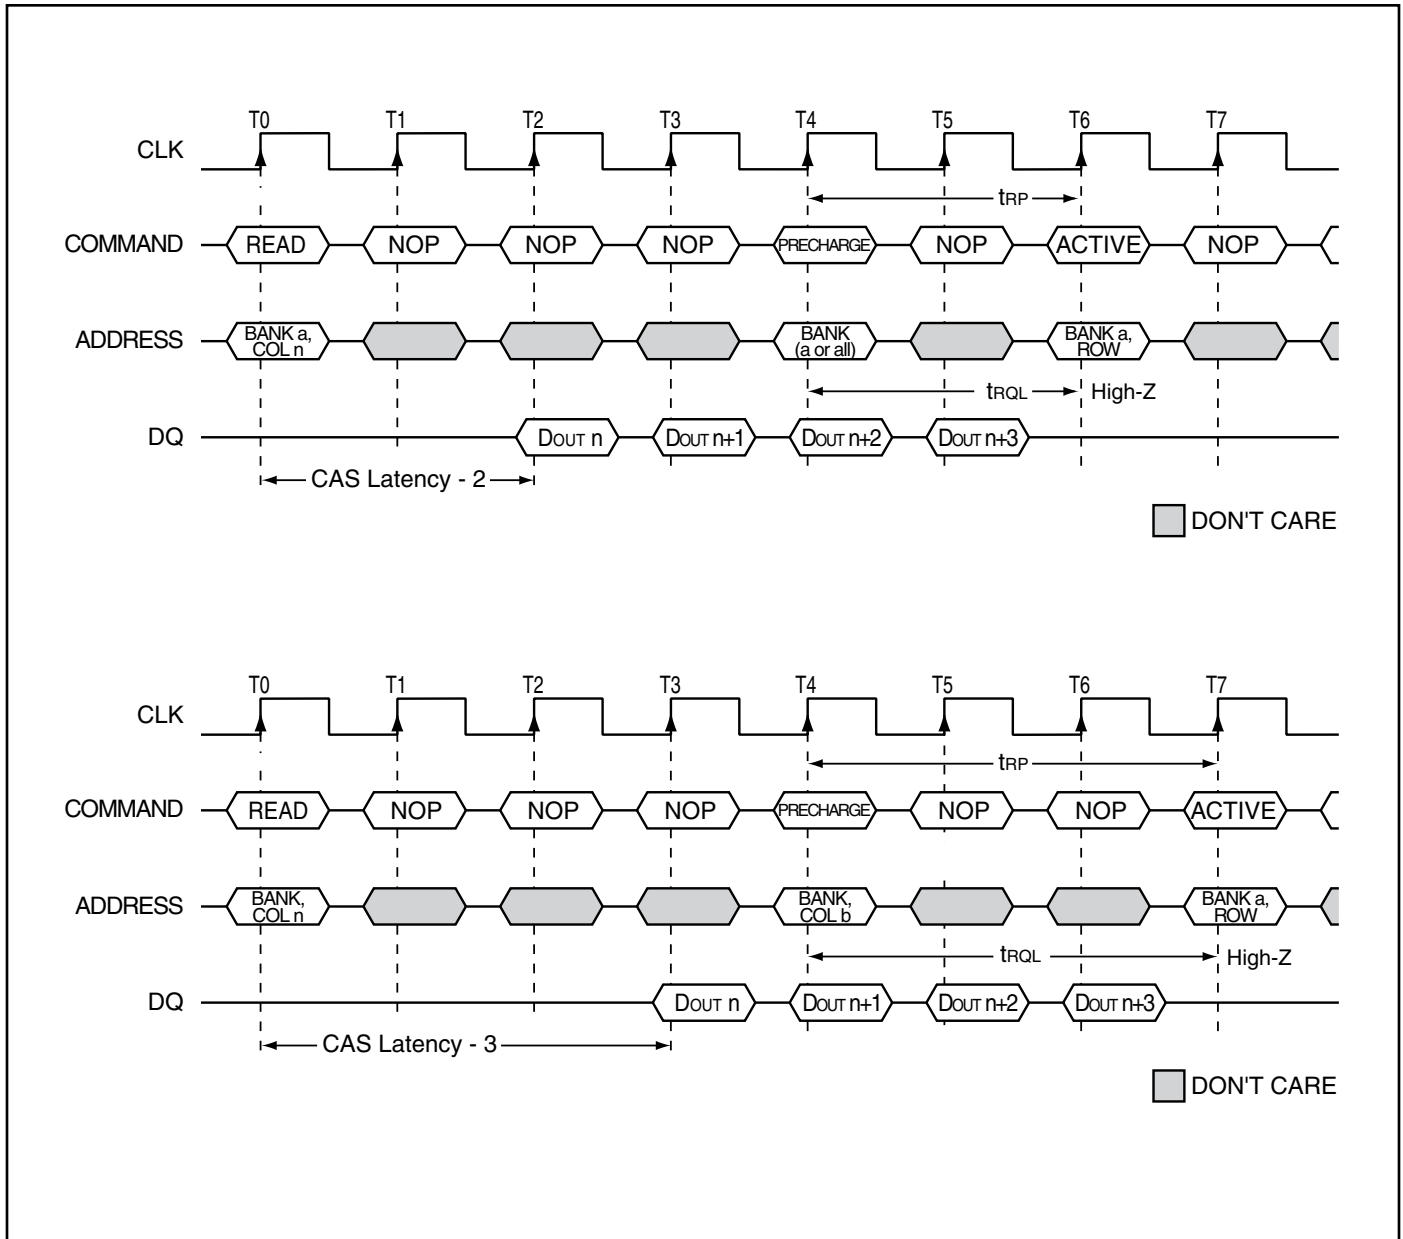 T0 T1 T2 T3 T4 T5 T6 T7
CLK
tRP
COMMAND READ NOP NOP NOP PRECHARGE NOP ACTIVE NOP
ADDRESS BANK a, BANK BANK a,
COL n (a or all) ROW
tRQL High-Z
DQ DOUT n DOUT n+1 DOUT n+2 DOUT n+3
CAS Latency - 2
DON'T CARE
T0 T1 T2 T3 T4 T5 T6 T7
CLK
tRP
COMMAND READ NOP NOP NOP PRECHARGE NOP NOP ACTIVE
ADDRESS BANK, BANK, BANK a,
COL n COL b ROW
tRQL High-Z
DQ DOUT n DOUT n+1 DOUT n+2 DOUT n+3
CAS Latency - 3
DON'T CARE